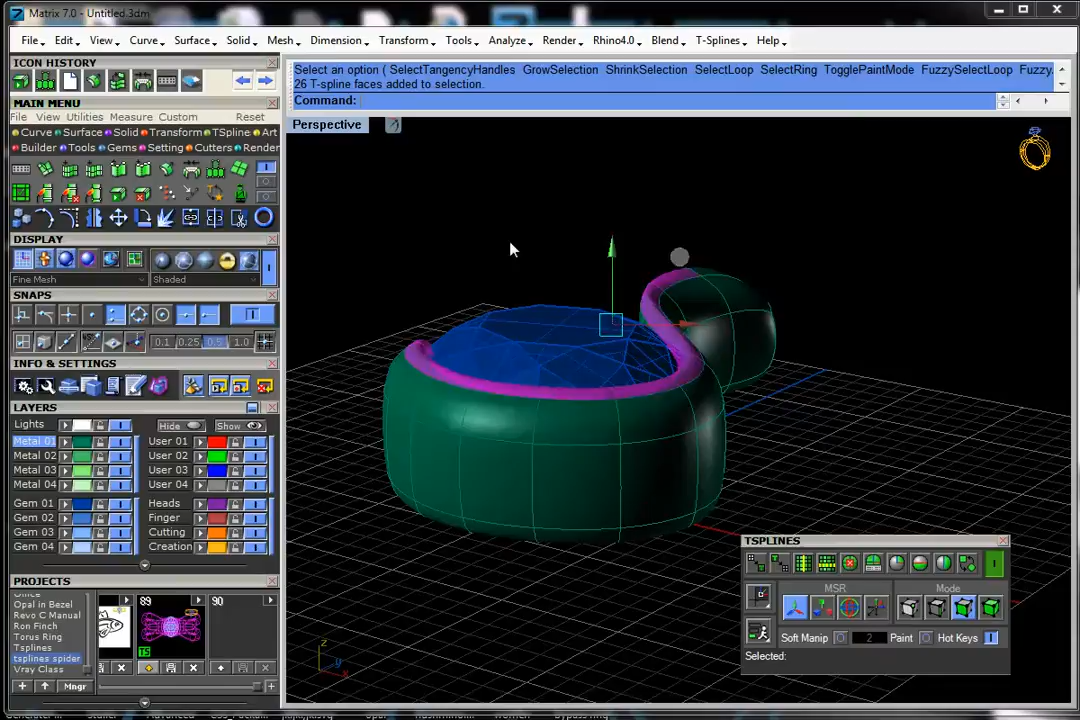 Matrix 7.0 - Untitled.3dm
File Edit View Curve Surface Solid Mesh Dimension Transform Tools Analyze Render Rhino4.0 Blend T-Splines Help
ICON HISTORY
Select an option ( SelectTangencyHandles GrowSelection ShrinkSelection SelectLoop SelectRing TogglePaintMode FuzzySelectLoop Fuzzy.
26 T-spline faces added to selection.
Command:
MAIN MENU
File View Utilities Measure Custom Reset
Curve Surface Solid Transform TSpline Art
Builder Tools Gems Setting Cutters Render
Perspective
DISPLAY
Fine Mesh Shaded
SNAPS
0.1 0.25 0.5 1.0
INFO & SETTINGS
LAYERS
Lights Hide Show
Metal 01 User 01
Metal 02 User 02
Metal 03 User 03
Metal 04 User 04
Gem 01 Heads
Gem 02 Finger
Gem 03 Cutting
Gem 04 Creation
PROJECTS
Office
Opal in Bezel
Revo C Manual
Ron Finch
Torus Ring
Tsplines
tsplines spider
Vray Class
Mngr
89 90
TS
TSPLINES
MSR Mode
Soft Manip 2 Paint Hot Keys
Selected:
z
y
x